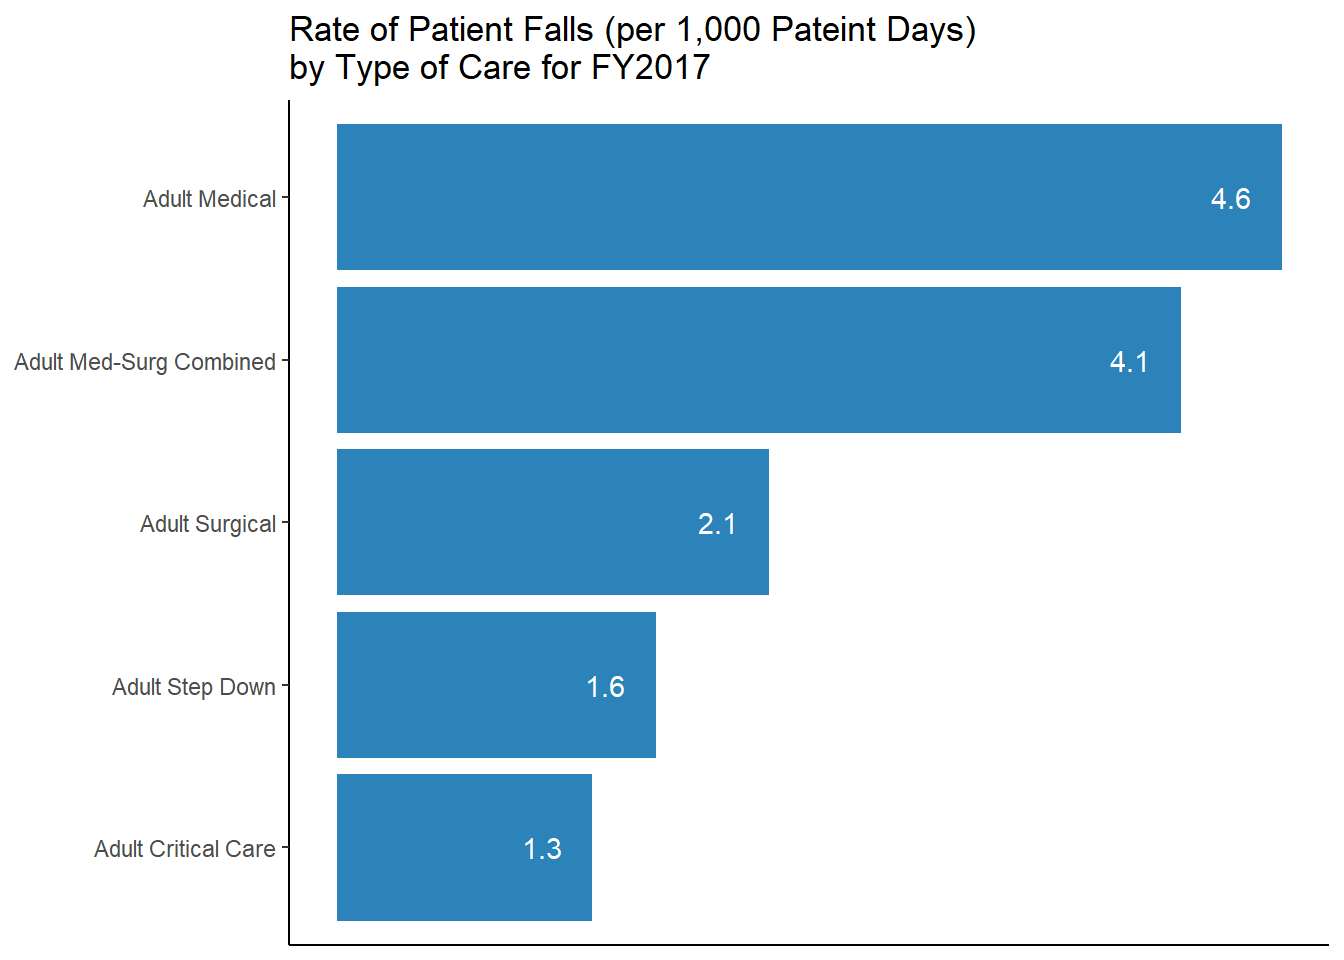 Rate of Patient Falls (per 1,000 Pateint Days)
by Type of Care for FY2017
Adult Medical
4.6
Adult Med-Surg Combined
4.1
Adult Surgical
2.1
Adult Step Down
1.6
Adult Critical Care
1.3